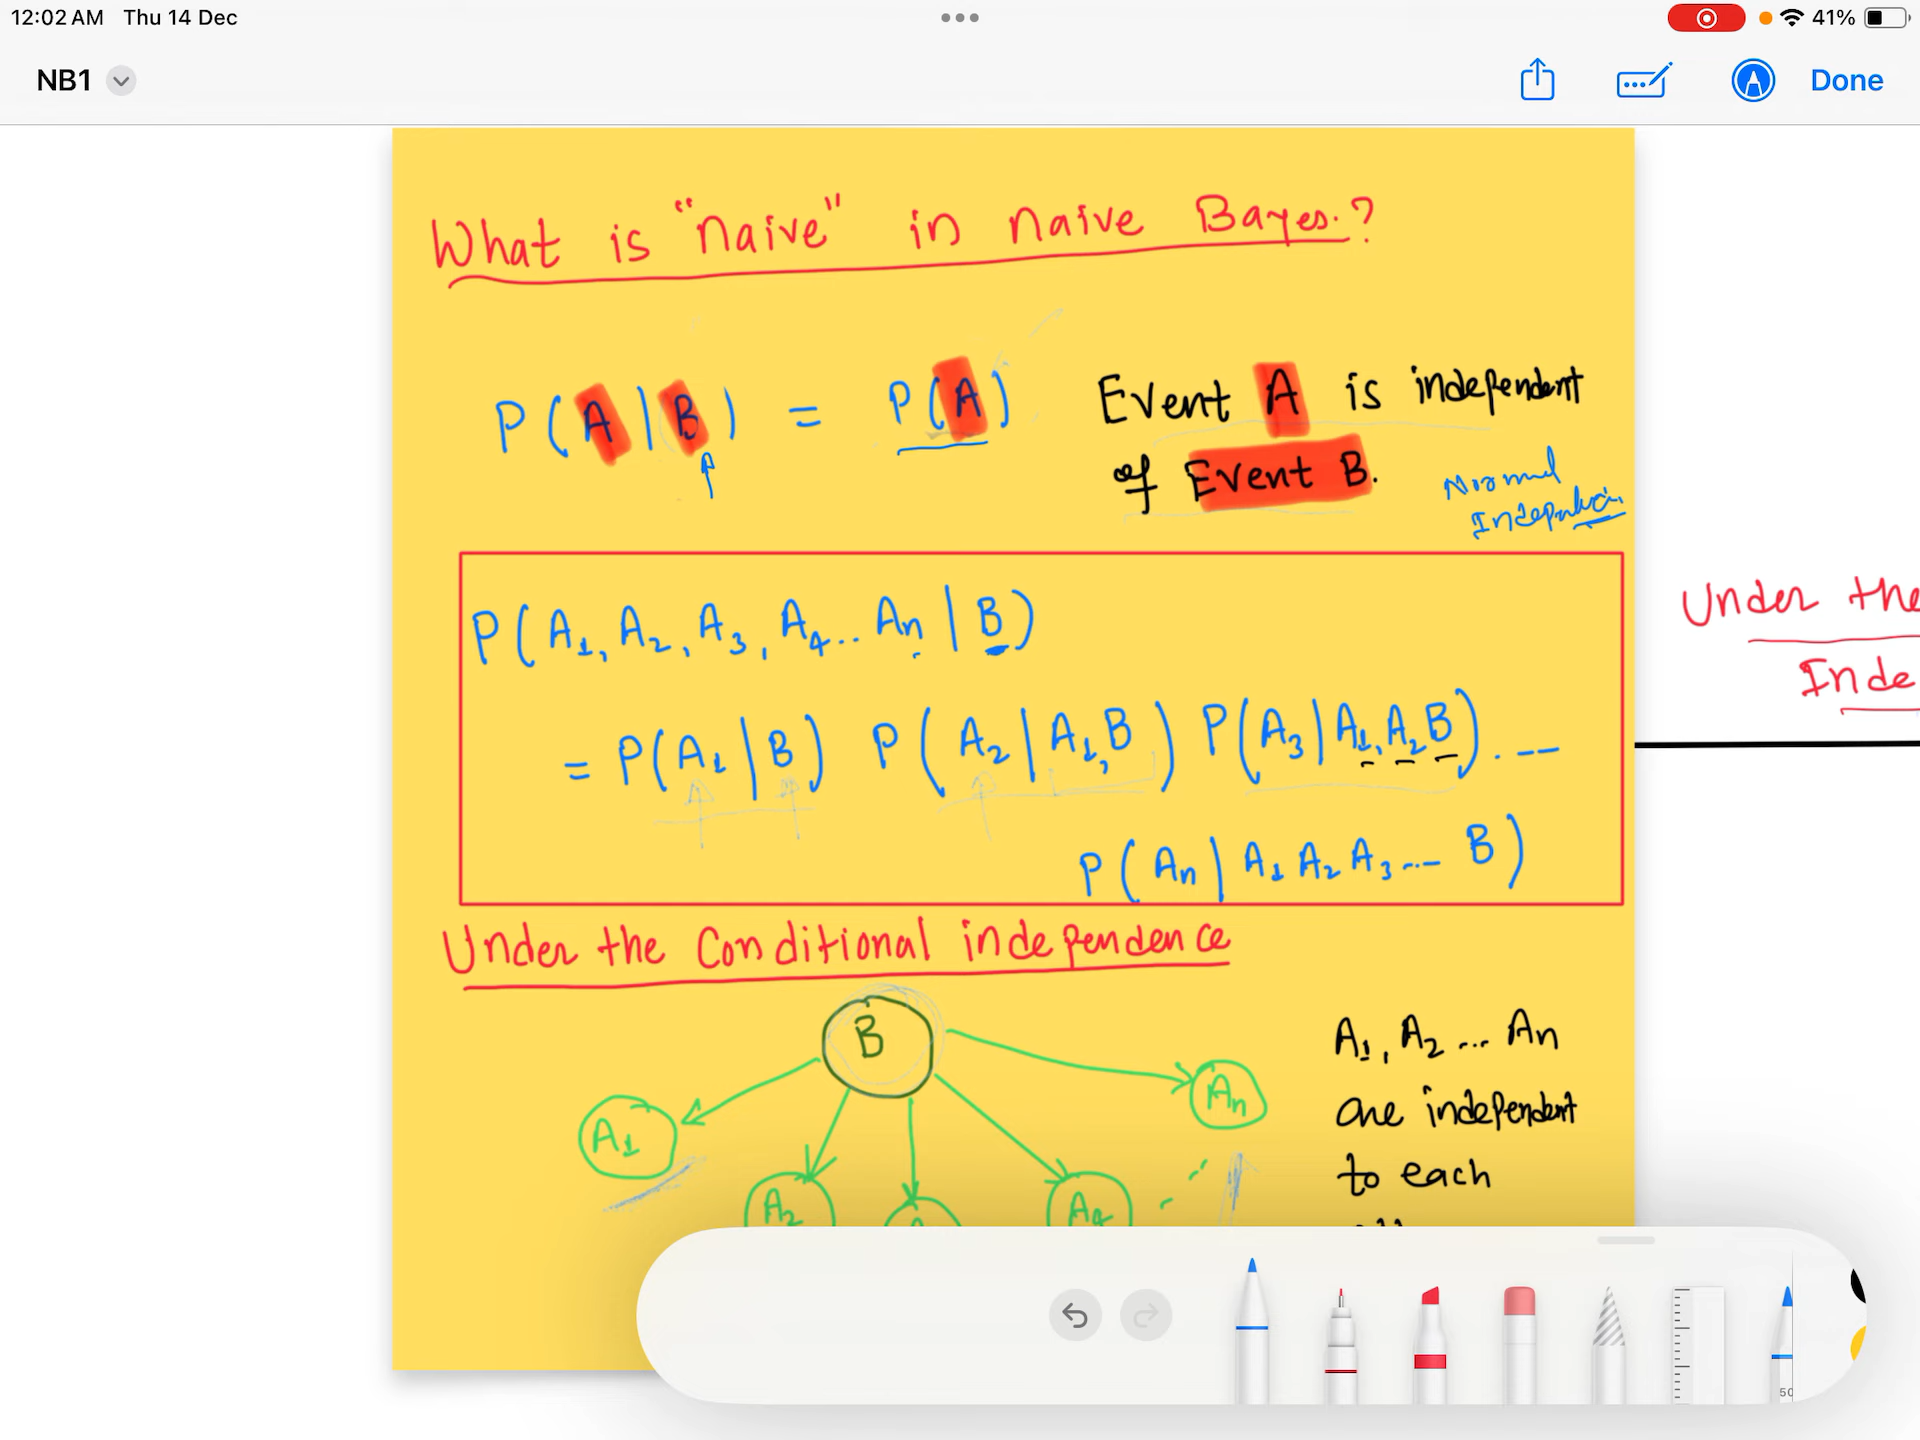 12:02 AM Thu 14 Dec
41%
NB1
Done
What is "naive" in naive Bayes.?
P(A|B) = P(A)
Event A is independent
of Event B.
Normal
P(A1, A2, A3, A4.. An | B)
= P(A1|B) P(A2|A1,B) P(A3|A1,A2 B). ---
P(An| A1 A2 A3 ---- B)
Under the Conditional independence
B
A1
A2
A4
An
A1, A2 ... An
are independent
to each
Under the
Inde
50